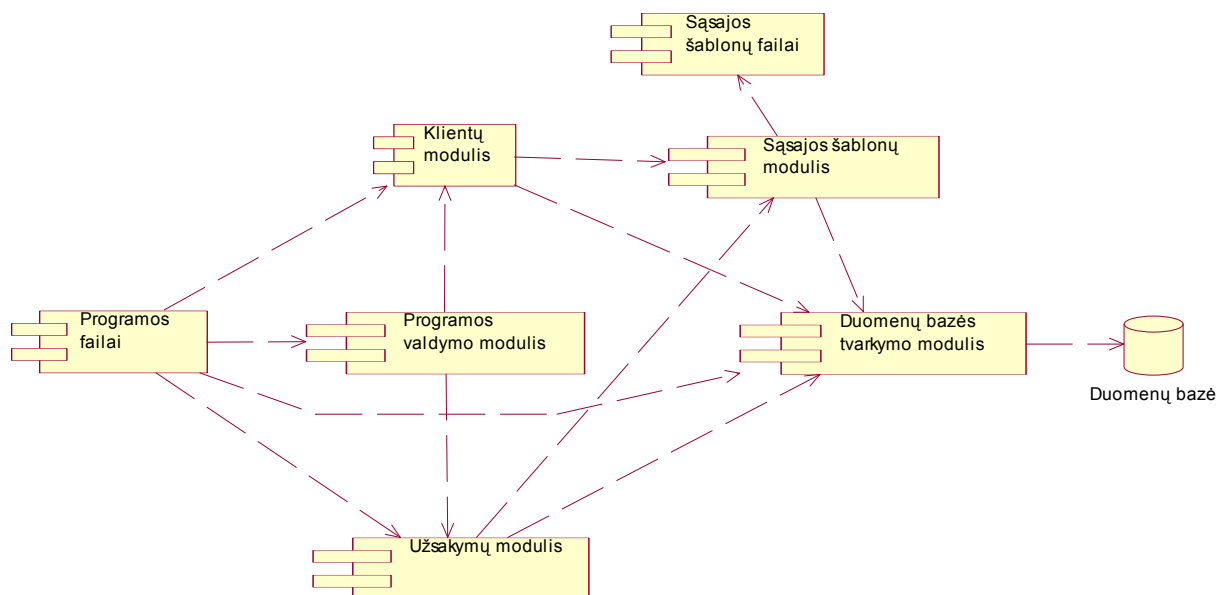 Sąsajos
šablonų failai
Klientų
modulis
Sąsajos šablonų
modulis
Programos
failai
Programos
valdymo modulis
Duomenų bazės
tvarkymo modulis
Duomenų bazė
Užsakymų modulis